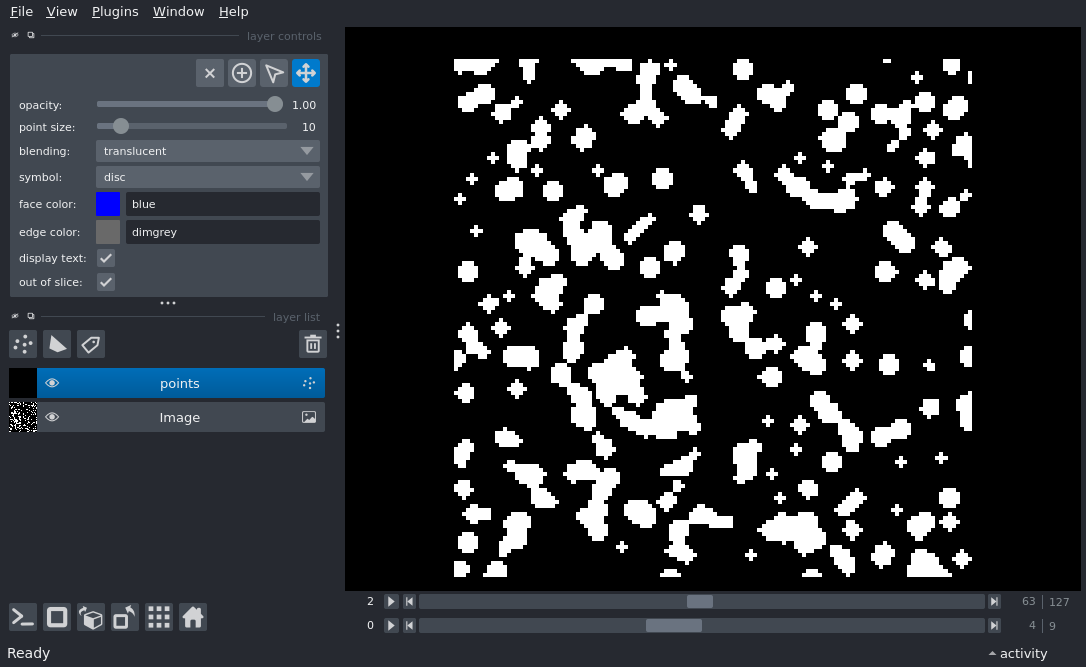 File View Plugins Window Help
layer controls
opacity: 1.00
point size: 10
blending: translucent
symbol: disc
face color: blue
edge color: dimgrey
display text:
out of slice:
layer list
points
Image
2 63 127
0 4 9
Ready activity